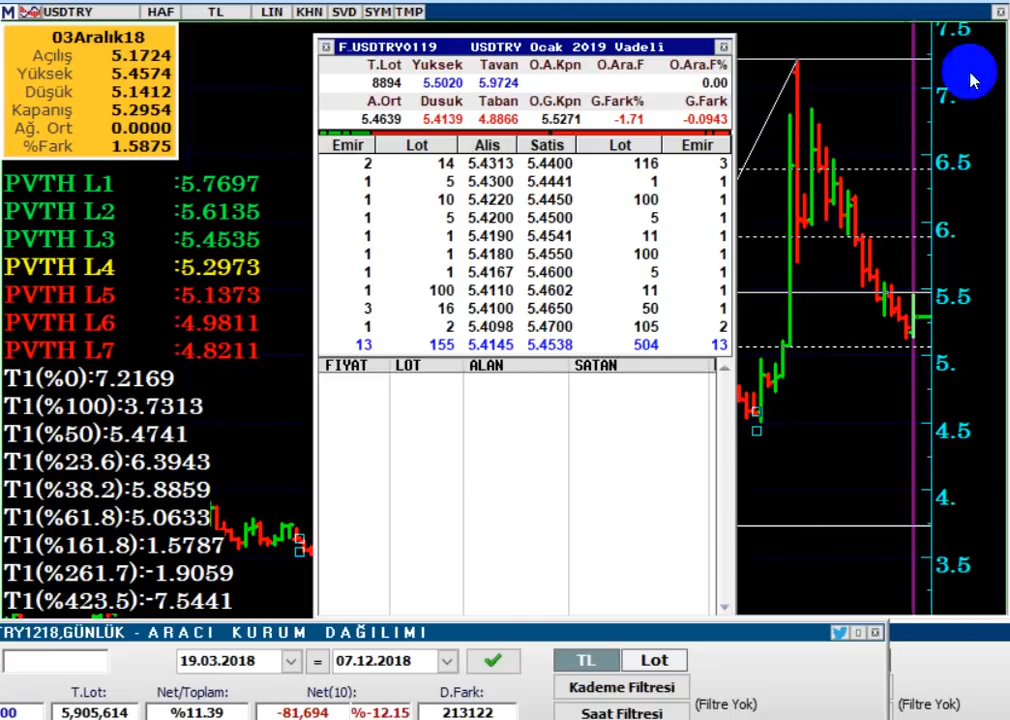 M USDTRY HAF TL LIN KHN SVD SYM TMP
03Aralık18
Açılış 5.1724
Yüksek 5.4574
Düşük 5.1412
Kapanış 5.2954
Ağ. Ort 0.0000
%Fark 1.5875
PVTH L1 :5.7697
PVTH L2 :5.6135
PVTH L3 :5.4535
PVTH L4 :5.2973
PVTH L5 :5.1373
PVTH L6 :4.9811
PVTH L7 :4.8211
T1(%0):7.2169
T1(%100):3.7313
T1(%50):5.4741
T1(%23.6):6.3943
T1(%38.2):5.8859
T1(%61.8):5.0633
T1(%161.8):1.5787
T1(%261.7):-1.9059
T1(%423.5):-7.5441
F_USDTRY0119 USDTRY Ocak 2019 Vadeli
T.Lot Yuksek Tavan O.A.Kpn O.Ara.F O.Ara.F%
8894 5.5020 5.9724 0.00
A.Ort Dusuk Taban O.G.Kpn G.Fark% G.Fark
5.4639 5.4139 4.8866 5.5271 -1.71 -0.0943
Emir Lot Alis Satis Lot Emir
2 14 5.4313 5.4400 116 3
1 5 5.4300 5.4441 1 1
1 10 5.4220 5.4450 100 1
1 5 5.4200 5.4500 5 1
1 1 5.4190 5.4541 11 1
1 1 5.4180 5.4550 100 1
1 1 5.4167 5.4600 5 1
1 100 5.4110 5.4602 11 1
3 16 5.4100 5.4650 50 1
1 2 5.4098 5.4700 105 2
13 155 5.4145 5.4538 504 13
FIYAT LOT ALAN SATAN
7.5
7.
6.5
6.
5.5
5.
4.5
4.
3.5
TRY1218,GÜNLÜK - ARACI KURUM DAĞILIMI
19.03.2018 = 07.12.2018 TL Lot
Kademe Filtresi (Filtre Yok) (Filtre Yok)
T.Lot: Net/Toplam: Net(10): D.Fark:
00 5,905,614 %11.39 -81,694 %-12.15 213122 Saat Filtresi